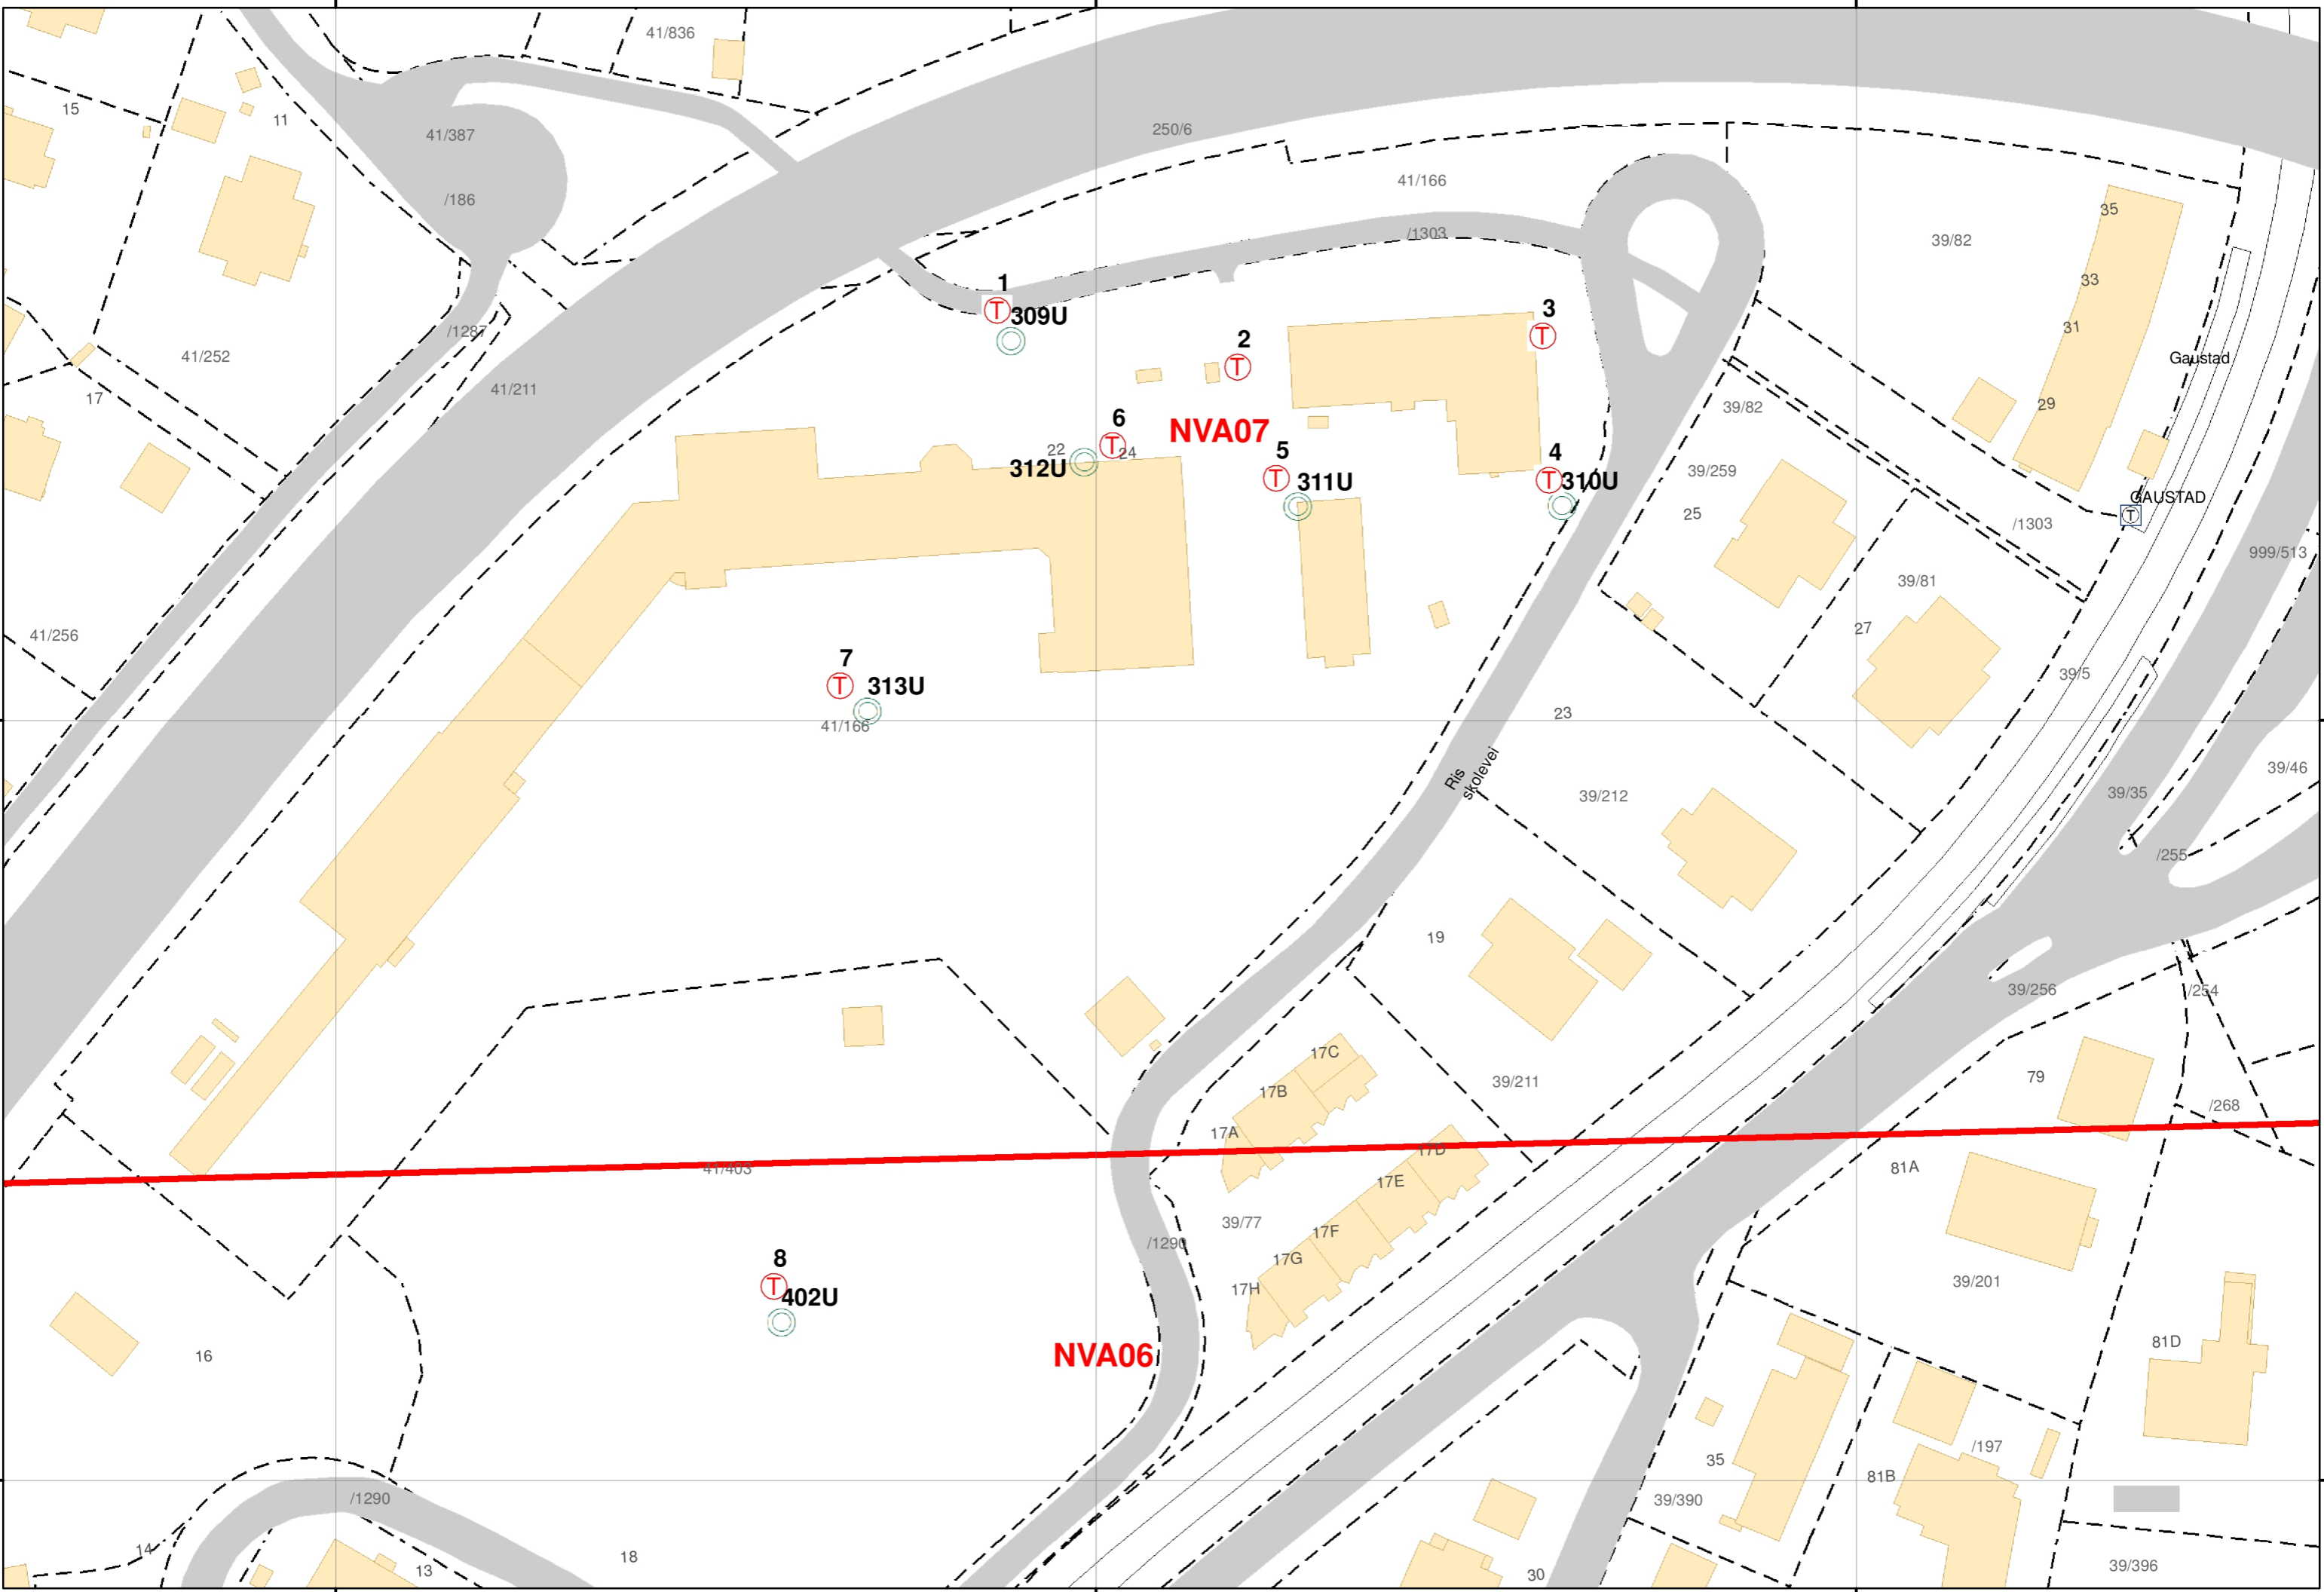 41/836
15
11
41/387
250/6
41/166
/186
35
/1303
39/82
33
1
T
309U
3
T
31
/1287
2
T
41/252
Gaustad
41/211
17
29
39/82
6
T
22
24
NVA07
312U
5
T
311U
4
T
310U
39/259
25
GAUSTAD
T
/1303
999/513
39/81
41/256
27
7
T
313U
39/5
41/166
23
Ris
skolevei
39/46
39/212
39/35
/255
19
39/256
/254
17C
39/211
79
17B
/268
17A
17D
41/403
81A
17E
39/77
17F
/1290
8
T
402U
17G
17H
39/201
81D
16
NVA06
/197
35
81B
/1290
39/390
14
18
13
30
39/396